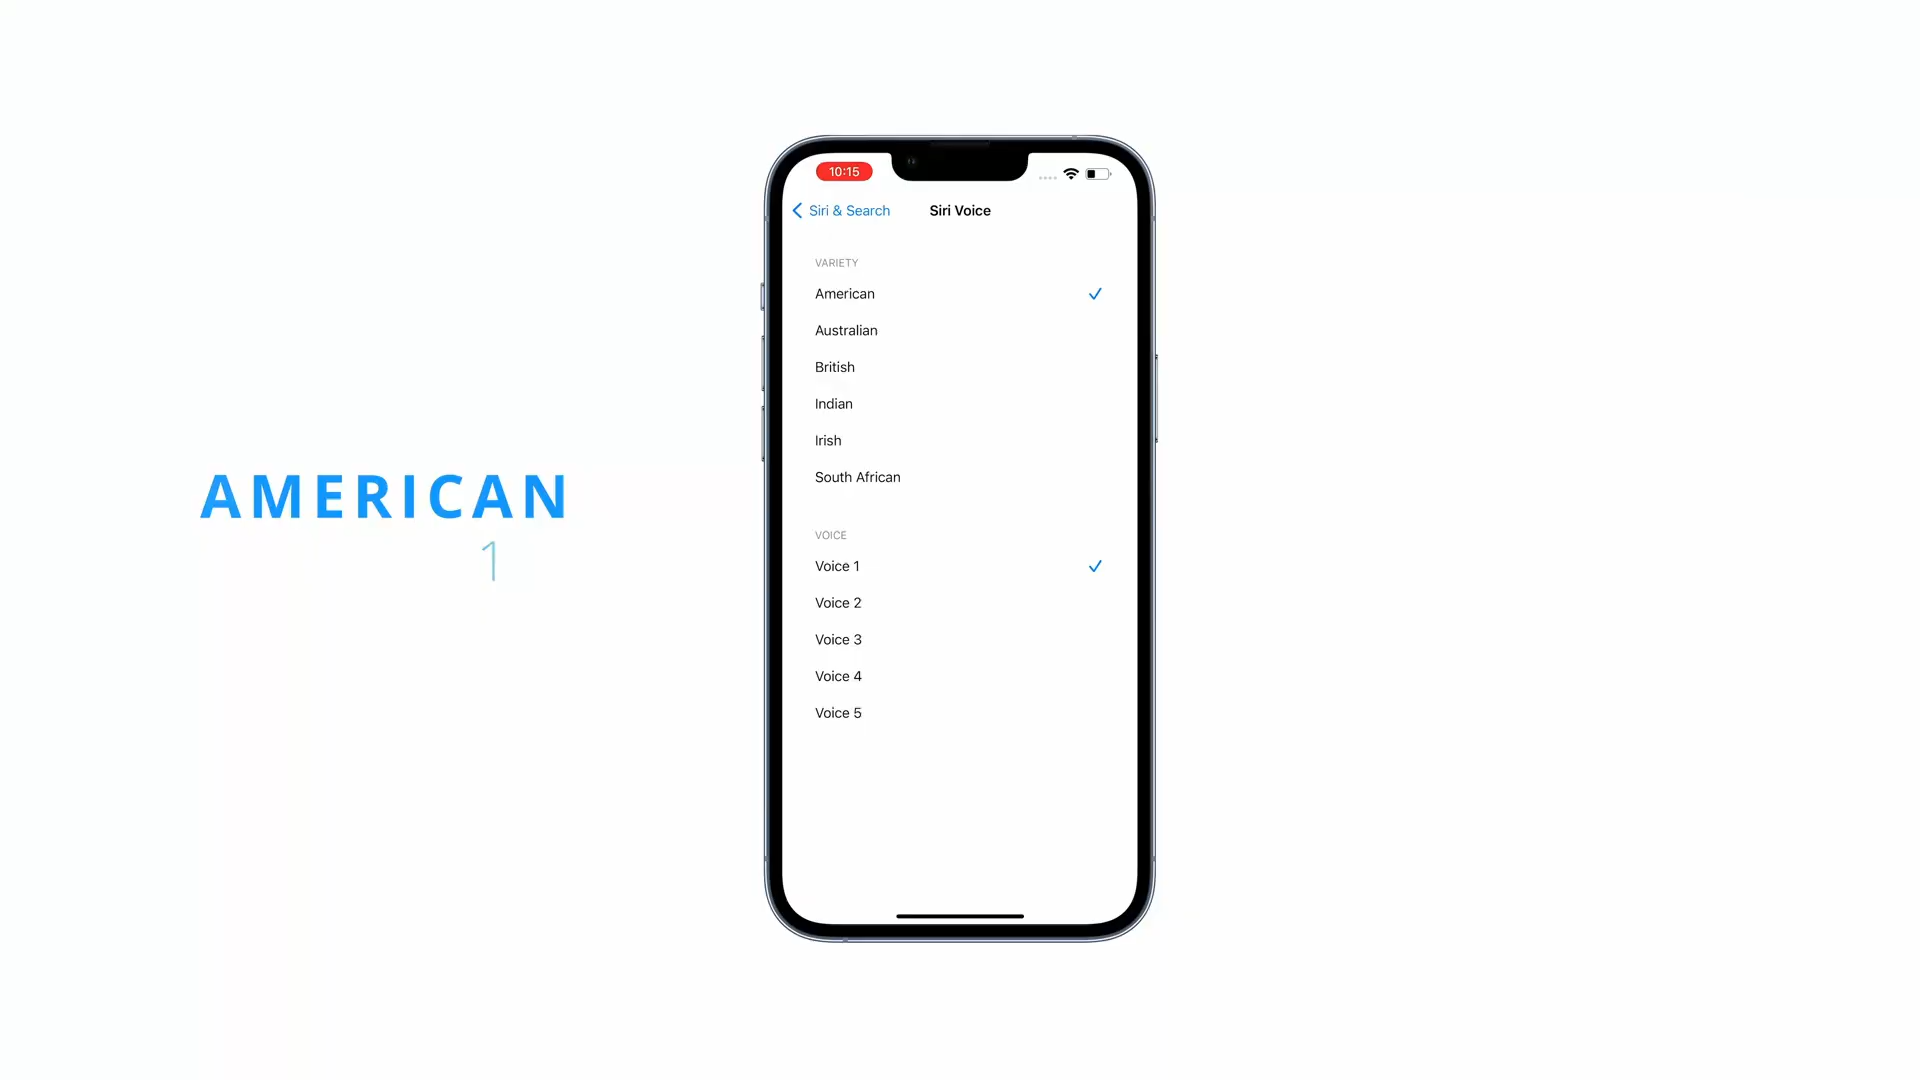 10:15
Siri & Search
Siri Voice
VARIETY
American
Australian
British
Indian
Irish
South African
VOICE
Voice 1
Voice 2
Voice 3
Voice 4
Voice 5
AMERICAN
1